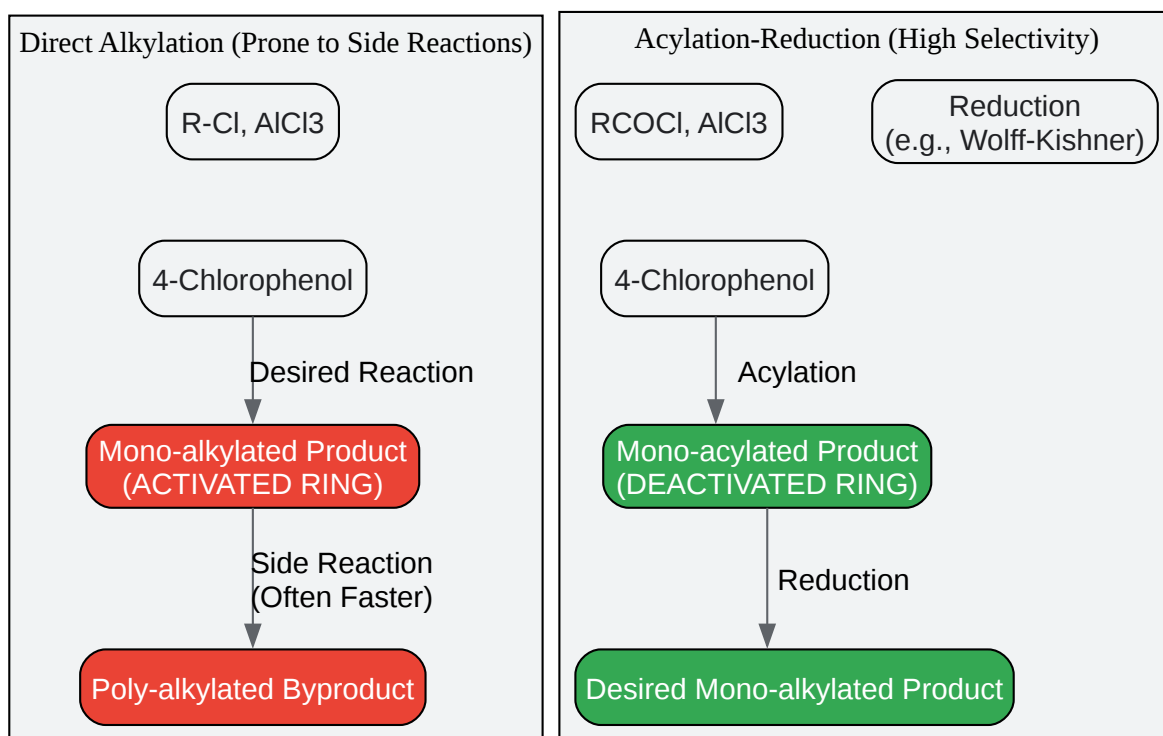 Direct Alkylation (Prone to Side Reactions)
R-Cl, AlCl3
4-Chlorophenol
Desired Reaction
Mono-alkylated Product
(ACTIVATED RING)
Side Reaction
(Often Faster)
Poly-alkylated Byproduct
Acylation-Reduction (High Selectivity)
RCOCl, AlCl3
Reduction
(e.g., Wolff-Kishner)
4-Chlorophenol
Acylation
Mono-acylated Product
(DEACTIVATED RING)
Reduction
Desired Mono-alkylated Product